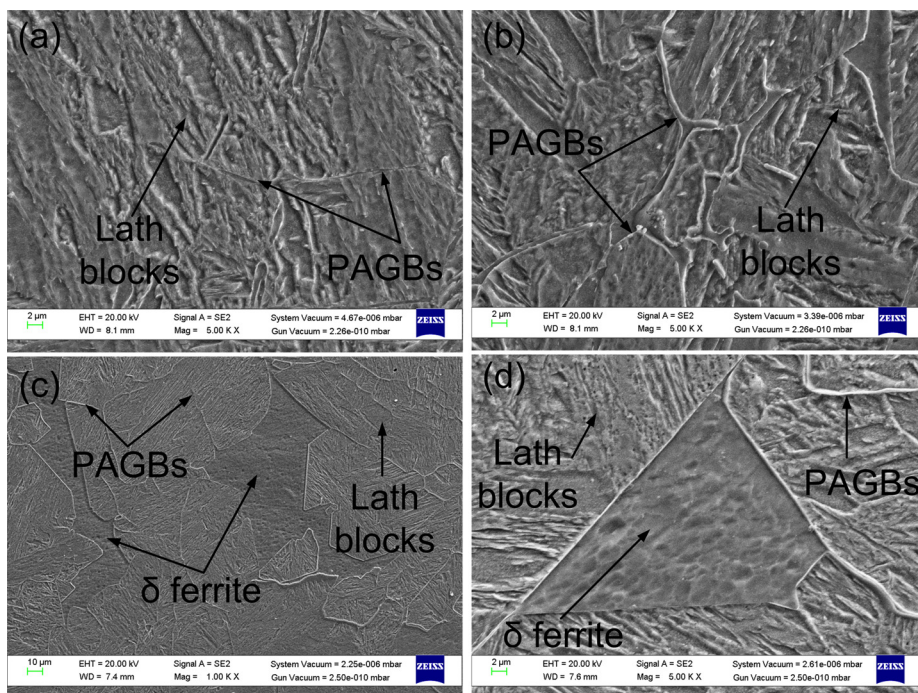 (a)
Lath
blocks
PAGBs
2 µm
EHT = 20.00 kV
Signal A = SE2
System Vacuum = 4.67e-006 mbar
WD = 8.1 mm
Mag = 5.00 K X
Gun Vacuum = 2.26e-010 mbar
ZEISS
(b)
PAGBs
Lath
blocks
2 µm
EHT = 20.00 kV
Signal A = SE2
System Vacuum = 3.39e-006 mbar
WD = 8.1 mm
Mag = 5.00 K X
Gun Vacuum = 2.26e-010 mbar
ZEISS
(c)
PAGBs
Lath
blocks
δ ferrite
10 µm
EHT = 20.00 kV
Signal A = SE2
System Vacuum = 2.25e-006 mbar
WD = 7.4 mm
Mag = 1.00 K X
Gun Vacuum = 2.50e-010 mbar
ZEISS
(d)
Lath
blocks
PAGBs
δ ferrite
2 µm
EHT = 20.00 kV
Signal A = SE2
System Vacuum = 2.61e-006 mbar
WD = 7.6 mm
Mag = 5.00 K X
Gun Vacuum = 2.50e-010 mbar
ZEISS